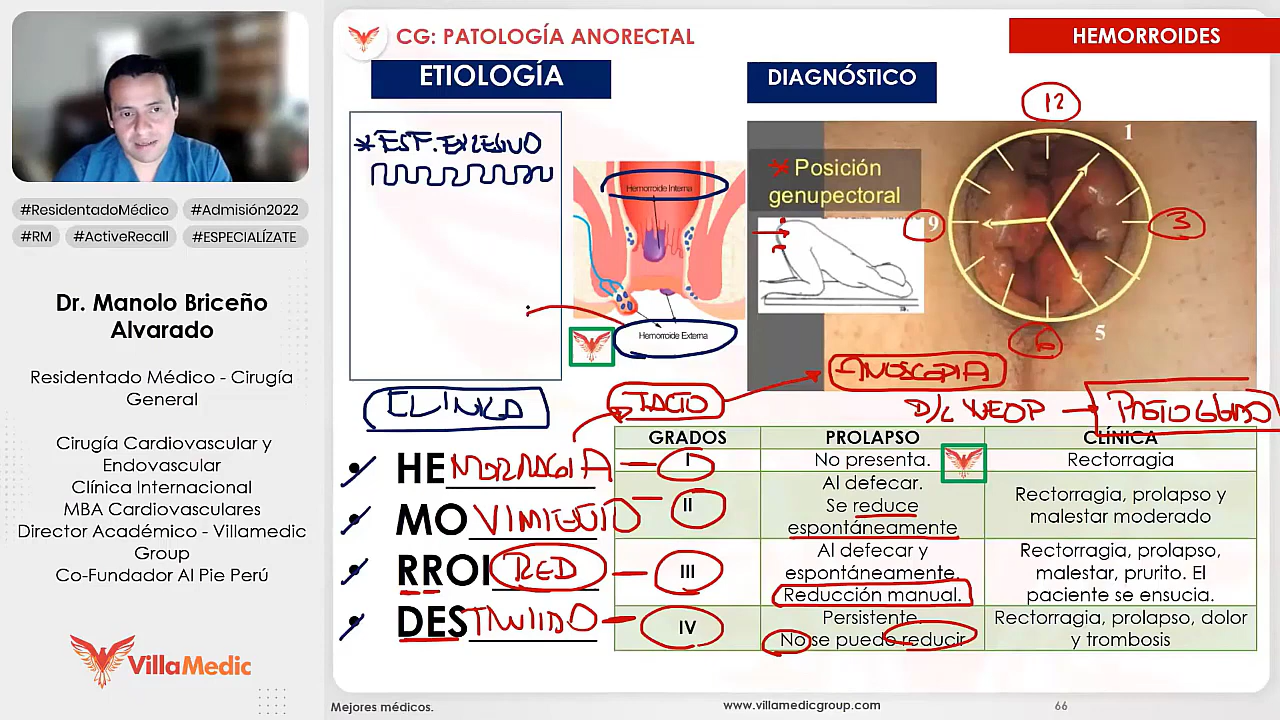 CG: PATOLOGÍA ANORECTAL
HEMORROIDES
#ResidentadoMédico
#Admisión2022
#RM
#ActiveRecall
#ESPECIALÍZATE
Dr. Manolo Briceño
Alvarado
Residentado Médico - Cirugía
General
Cirugía Cardiovascular y
Endovascular
Clínica Internacional
MBA Cardiovasculares
Director Académico - Villamedic
Group
Co-Fundador Al Pie Perú
VillaMedic
ETIOLOGÍA
* EST. EXCESIVO
Hemorroide Interna
Hemorroide Externa
DIAGNÓSTICO
* Posición
genupectoral
12
1
3
5
6
9
CLÍNICA
TACTO
ANOSCOPIA
D/C NEOP
HEMORRAGIA
MOVIMIENTO
RROI RED
DES
GRADOS PROLAPSO CLÍNICA
I No presenta. Rectorragia
II Al defecar.
Se reduce
espontáneamente
Rectorragia, prolapso y
malestar moderado
III Al defecar y
espontáneamente.
Reducción manual.
Rectorragia, prolapso,
malestar, prurito. El
paciente se ensucia.
IV Persistente.
No se puede reducir
Rectorragia, prolapso, dolor
y trombosis
Mejores médicos.
www.villamedicgroup.com
66